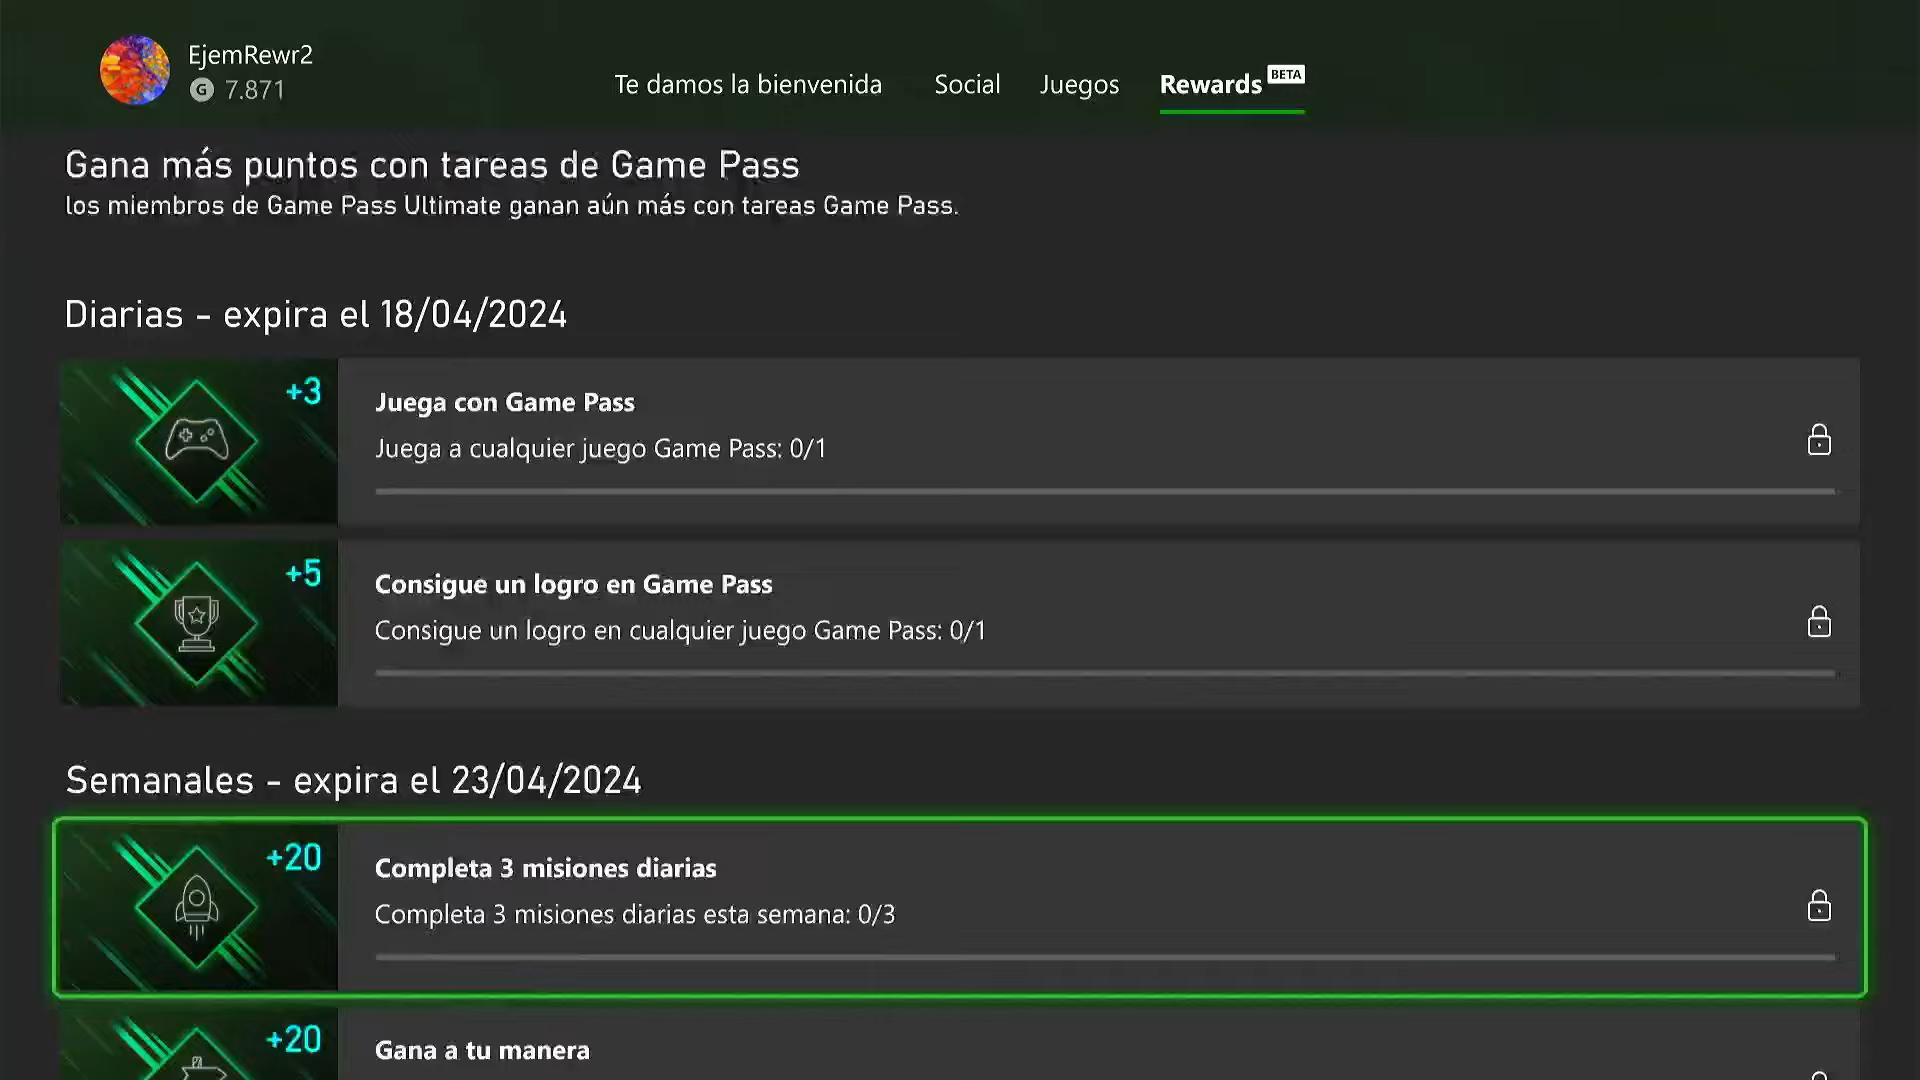 EjemRewr2
G 7.871
Te damos la bienvenida
Social
Juegos
Rewards BETA
Gana más puntos con tareas de Game Pass
los miembros de Game Pass Ultimate ganan aún más con tareas Game Pass.
Diarias - expira el 18/04/2024
+3
Juega con Game Pass
Juega a cualquier juego Game Pass: 0/1
+5
Consigue un logro en Game Pass
Consigue un logro en cualquier juego Game Pass: 0/1
Semanales - expira el 23/04/2024
+20
Completa 3 misiones diarias
Completa 3 misiones diarias esta semana: 0/3
+20
Gana a tu manera